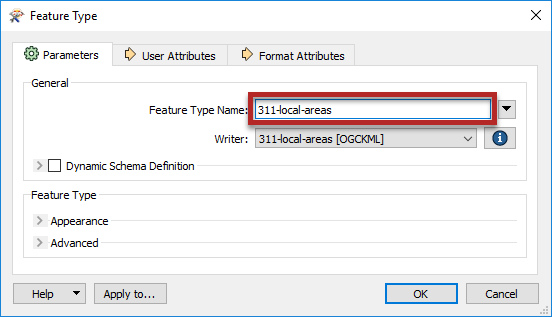 Feature Type
Parameters
User Attributes
Format Attributes
General
Feature Type Name: 311-local-areas
Writer: 311-local-areas [OGCKML]
Dynamic Schema Definition
Feature Type
Appearance
Advanced
Help Apply to... OK Cancel